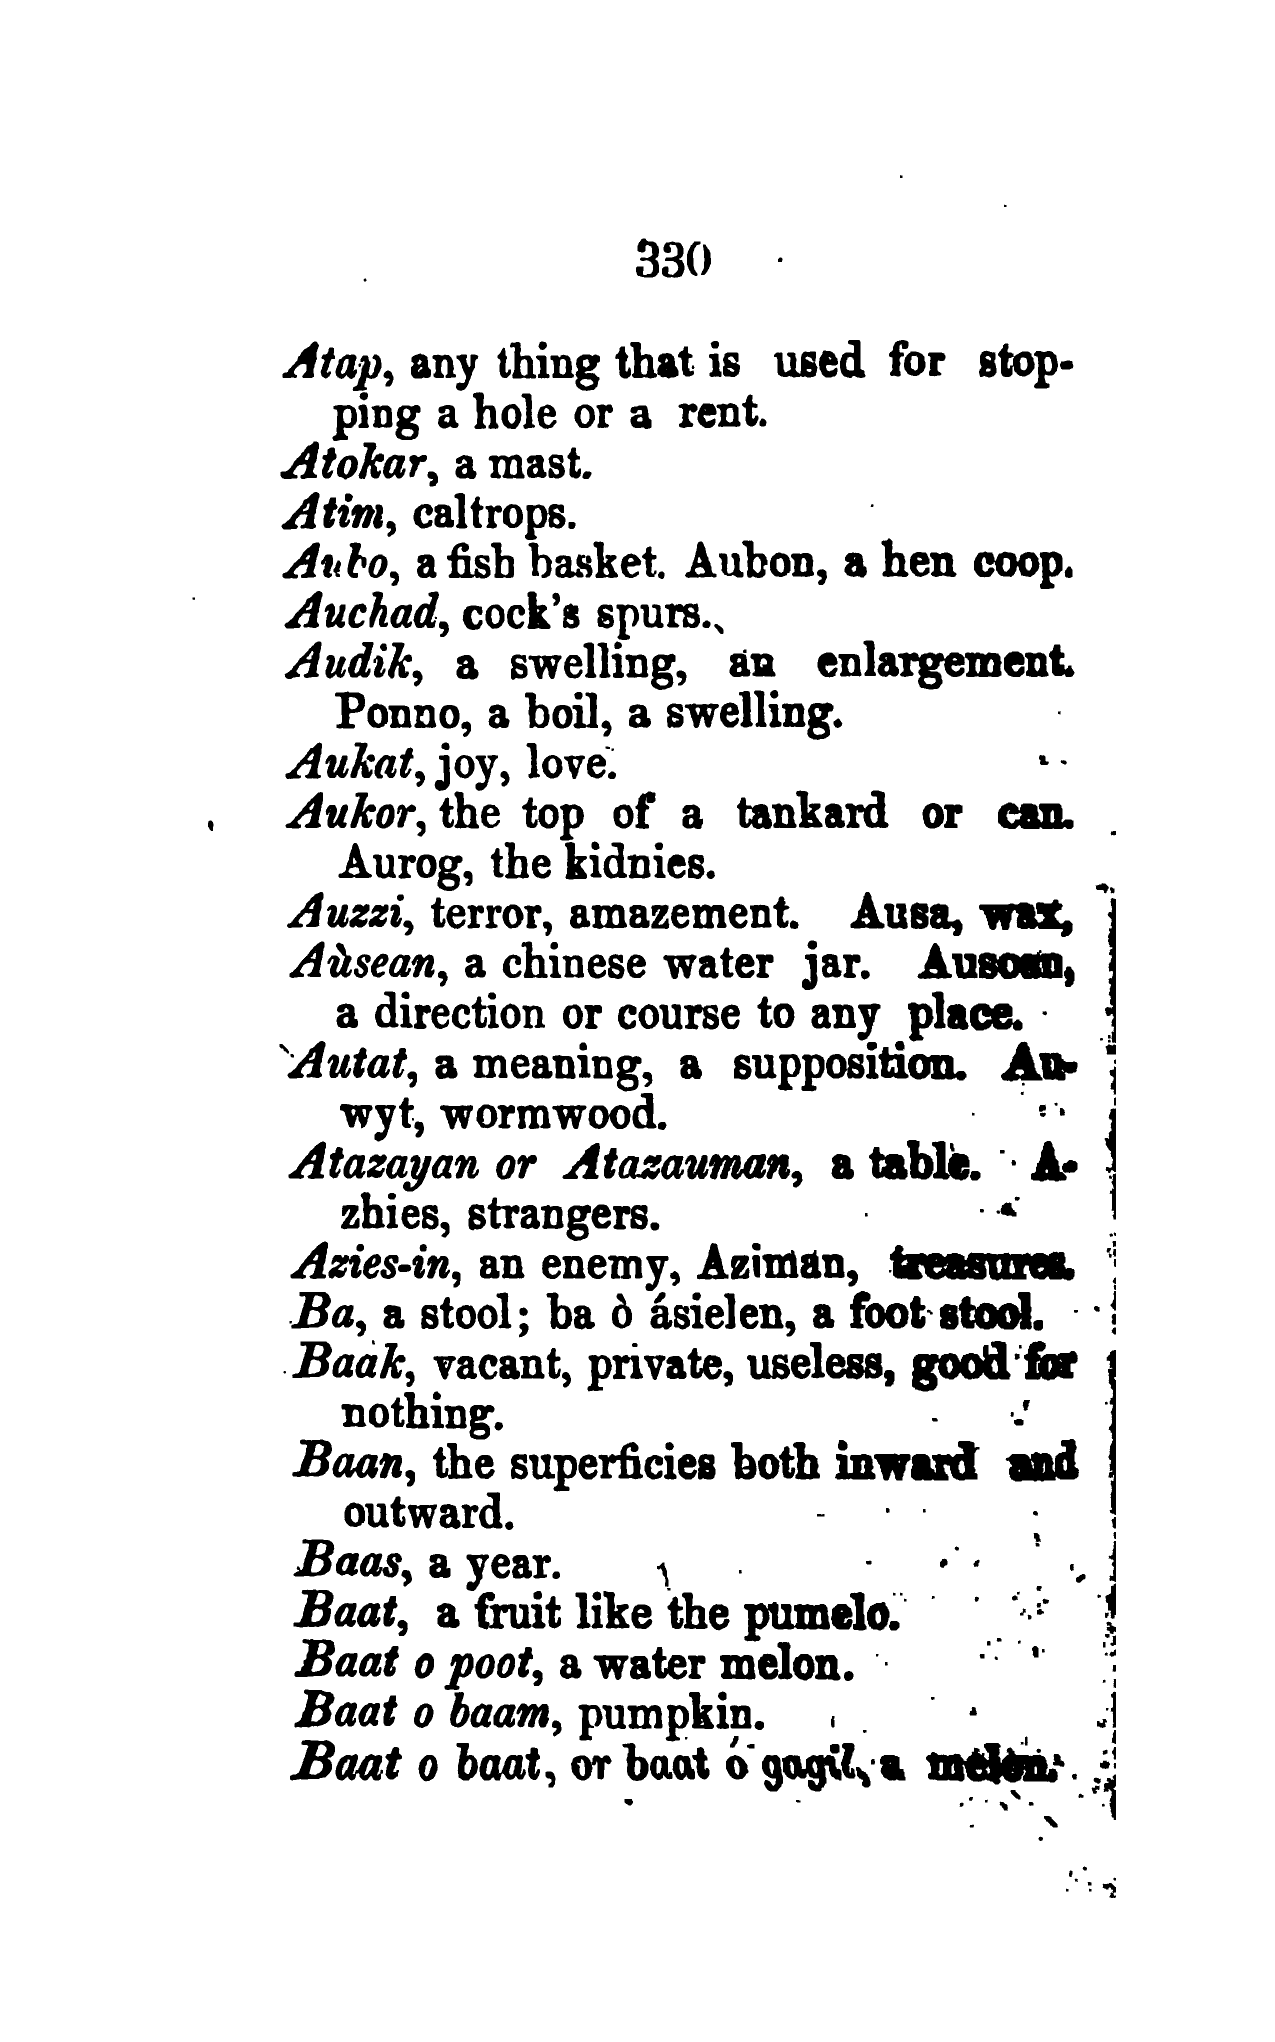 330
Atap, any thing that is used for stop-
ping a hole or a rent.
Atokar, a mast.
Atim, caltrops.
Aubo, a fish basket. Aubon, a hen coop.
Auchad, cock's spurs.
Audik, a swelling, an enlargement.
Ponno, a boil, a swelling.
Aukat, joy, love.
Aukor, the top of a tankard or can.
Aurog, the kidnies.
Auzzi, terror, amazement. Ausa, wax,
Aùsean, a chinese water jar. Ausoan,
a direction or course to any place.
Autat, a meaning, a supposition. Au-
wyt, wormwood.
Atazayan or Atazauman, a table. A-
zhies, strangers.
Azies-in, an enemy, Aziman, treasures.
Ba, a stool; ba ò ásielen, a foot stool.
Baak, vacant, private, useless, good for
nothing.
Baan, the superficies both inward and
outward.
Baas, a year.
Baat, a fruit like the pumelo.
Baat o poot, a water melon.
Baat o baam, pumpkin.
Baat o baat, or baat ó gagil, a melon.